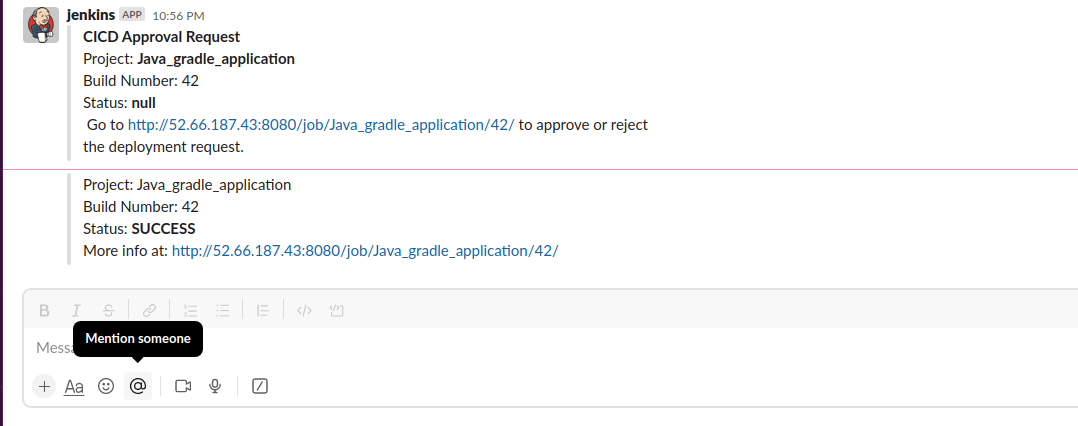 jenkins APP 10:56 PM
CICD Approval Request
Project: Java_gradle_application
Build Number: 42
Status: null
Go to http://52.66.187.43:8080/job/Java_gradle_application/42/ to approve or reject
the deployment request.
Project: Java_gradle_application
Build Number: 42
Status: SUCCESS
More info at: http://52.66.187.43:8080/job/Java_gradle_application/42/
B I S
Mention someone
Mess
Aa @